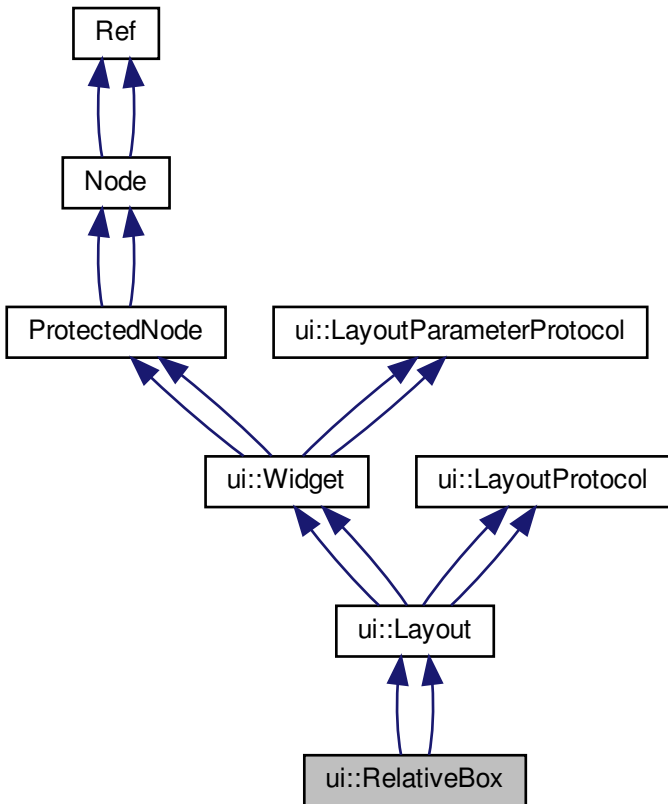 Ref
Node
ProtectedNode
ui::LayoutParameterProtocol
ui::Widget
ui::LayoutProtocol
ui::Layout
ui::RelativeBox